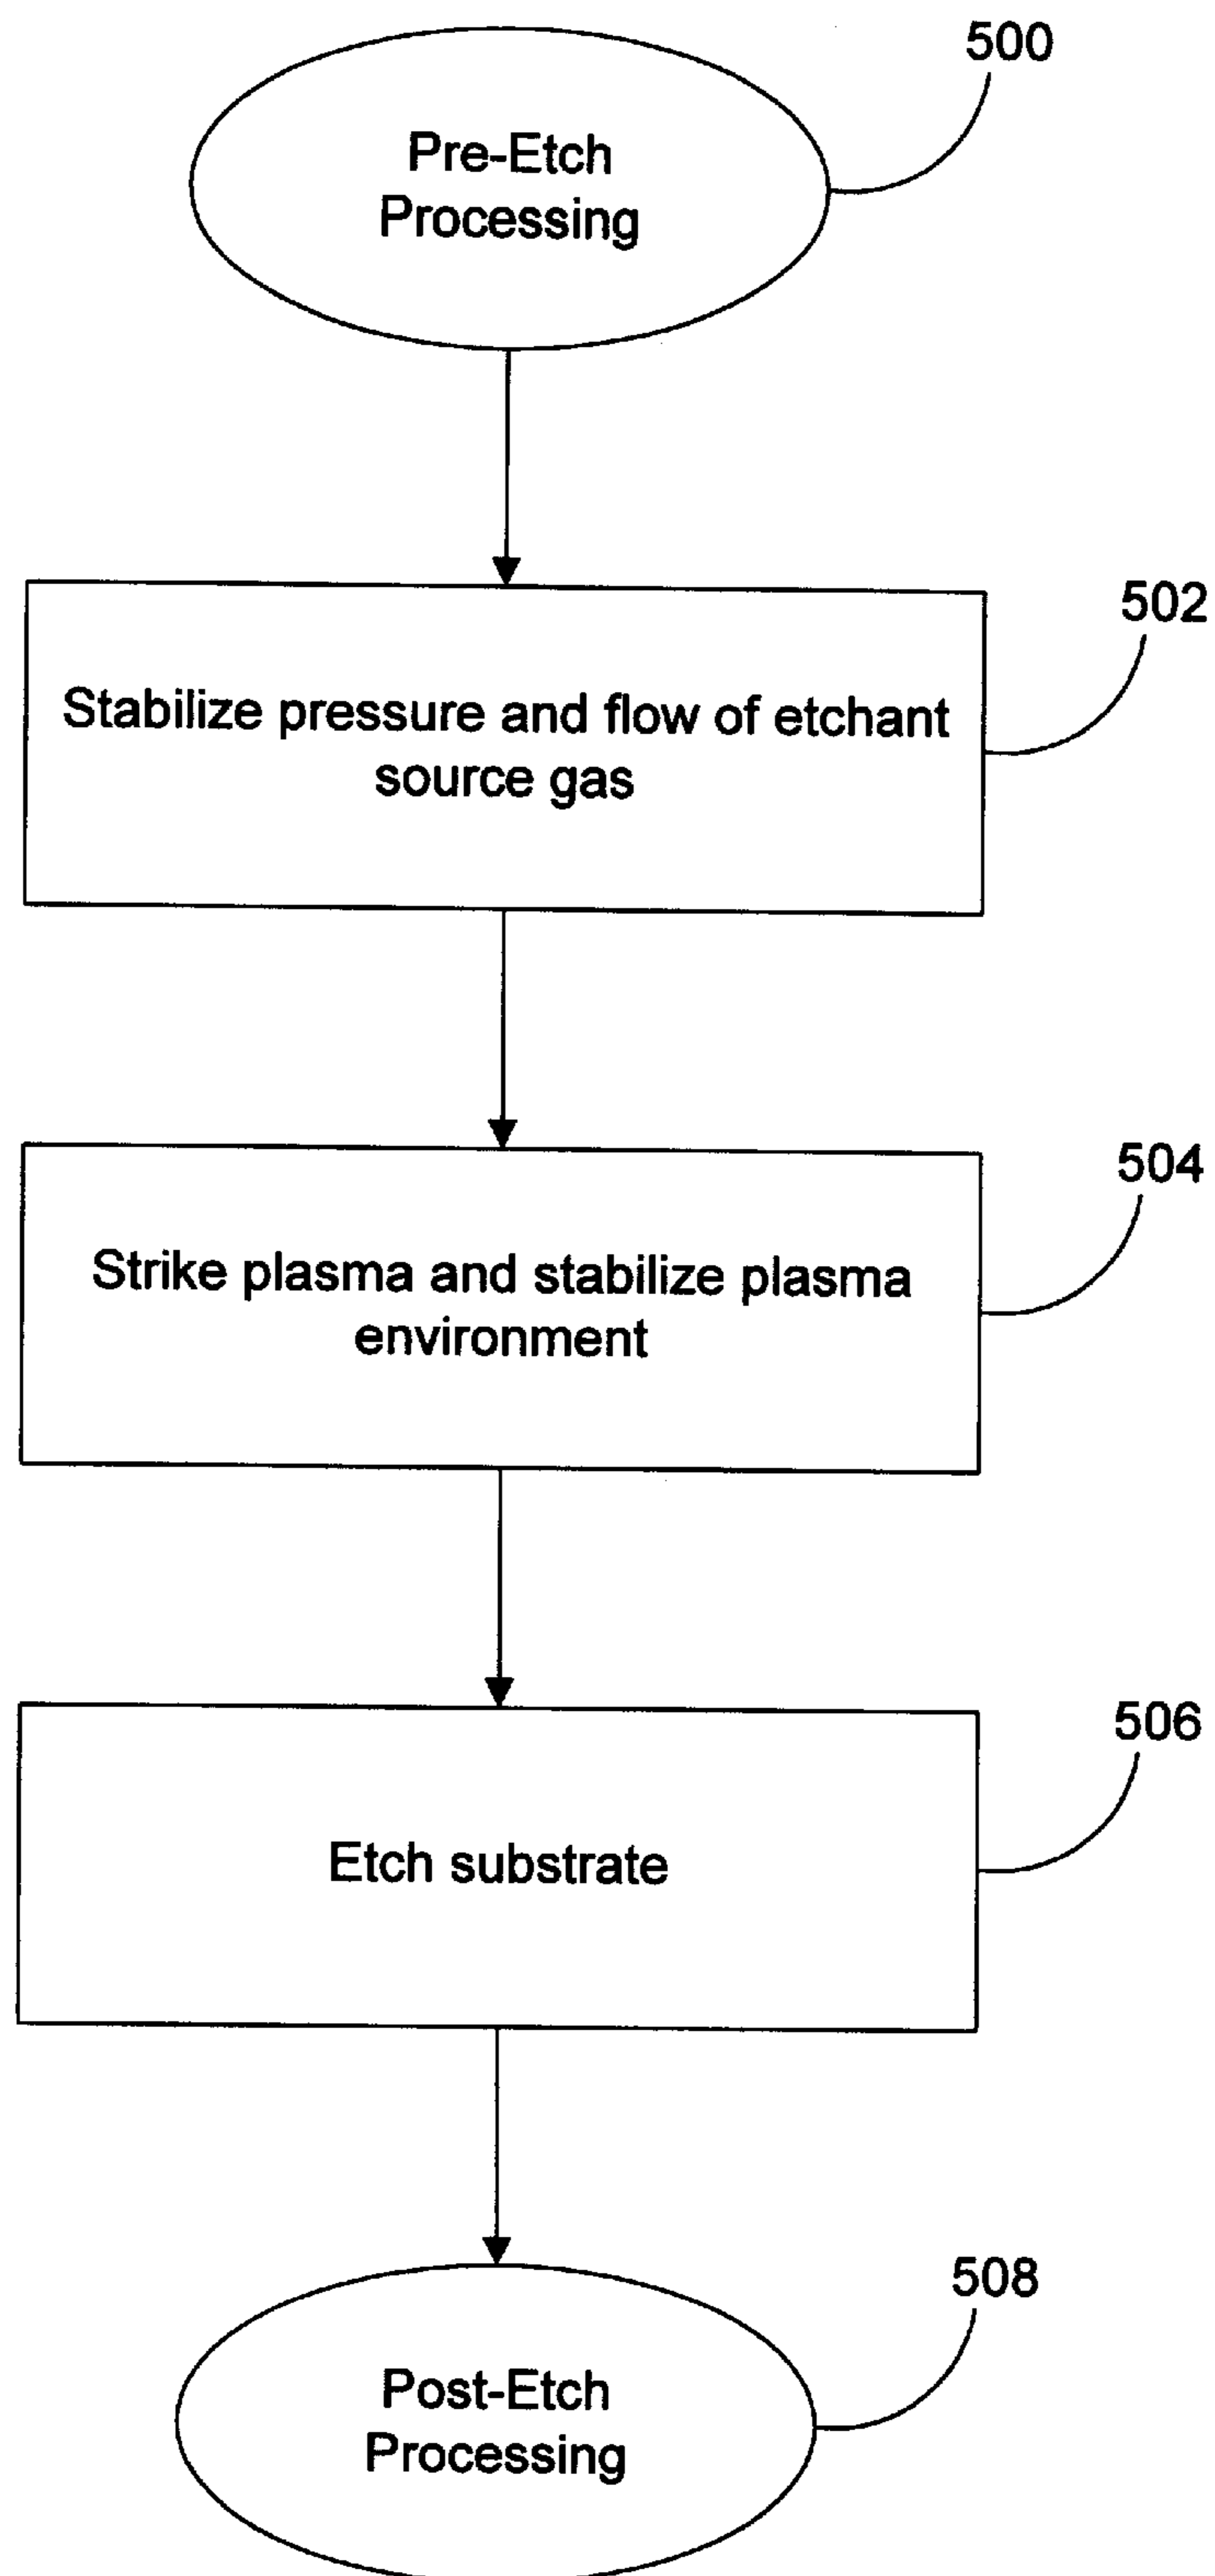 500
Pre-Etch
Processing
502
Stabilize pressure and flow of etchant
source gas
504
Strike plasma and stabilize plasma
environment
506
Etch substrate
508
Post-Etch
Processing